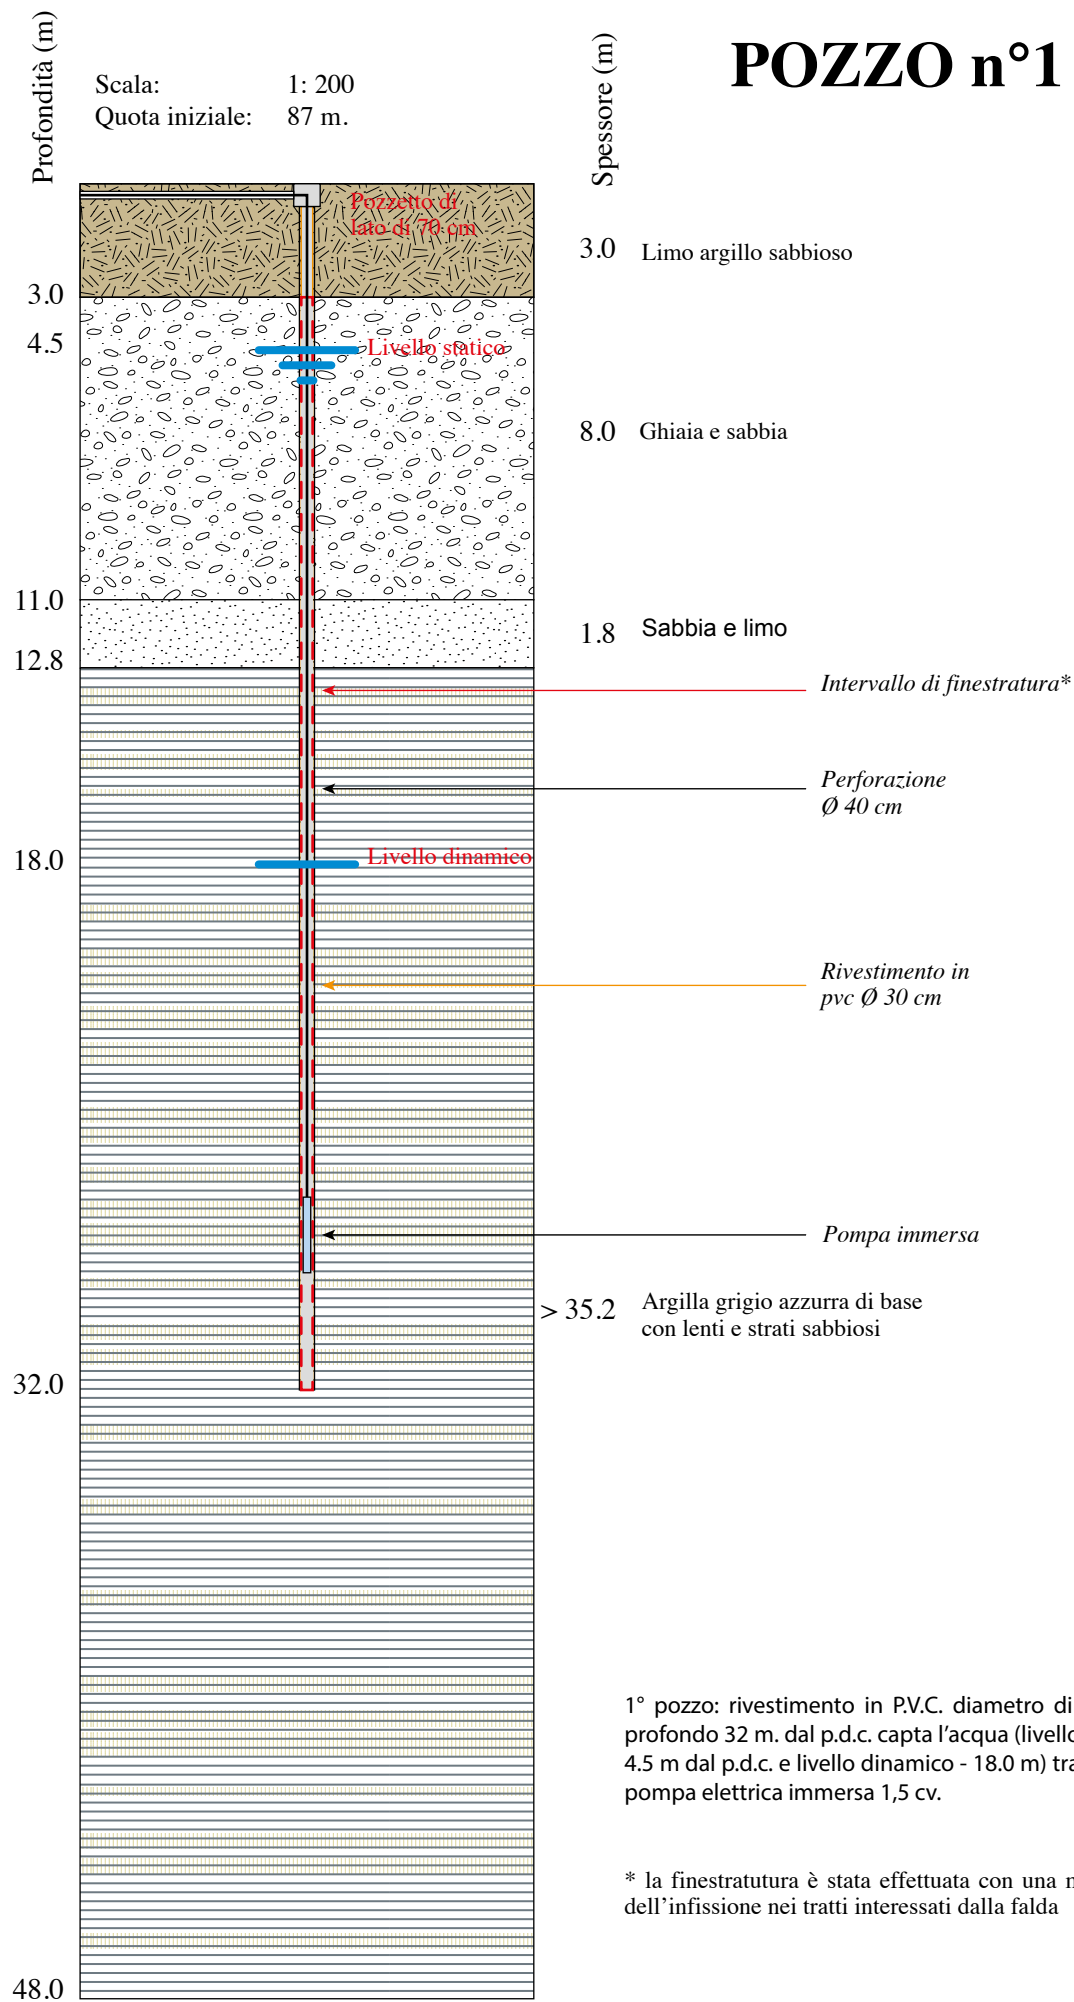 POZZO n°1
Profondità (m)
Scala: 1: 200
Quota iniziale: 87 m.
Spessore (m)
Pozzetto di
lato di 70 cm
3.0 Limo argillo sabbioso
3.0
4.5
Livello statico
8.0 Ghiaia e sabbia
11.0
1.8 Sabbia e limo
12.8
Intervallo di finestratura*
Perforazione
Ø 40 cm
18.0
Livello dinamico
Rivestimento in
pvc Ø 30 cm
Pompa immersa
> 35.2 Argilla grigio azzurra di base
con lenti e strati sabbiosi
32.0
1° pozzo: rivestimento in P.V.C. diametro di
profondo 32 m. dal p.d.c. capta l'acqua (livello
4.5 m dal p.d.c. e livello dinamico - 18.0 m)
pompa elettrica immersa 1,5 cv.
* la finestratutura è stata effettuata con una
dell'infissione nei tratti interessati dalla falda
48.0